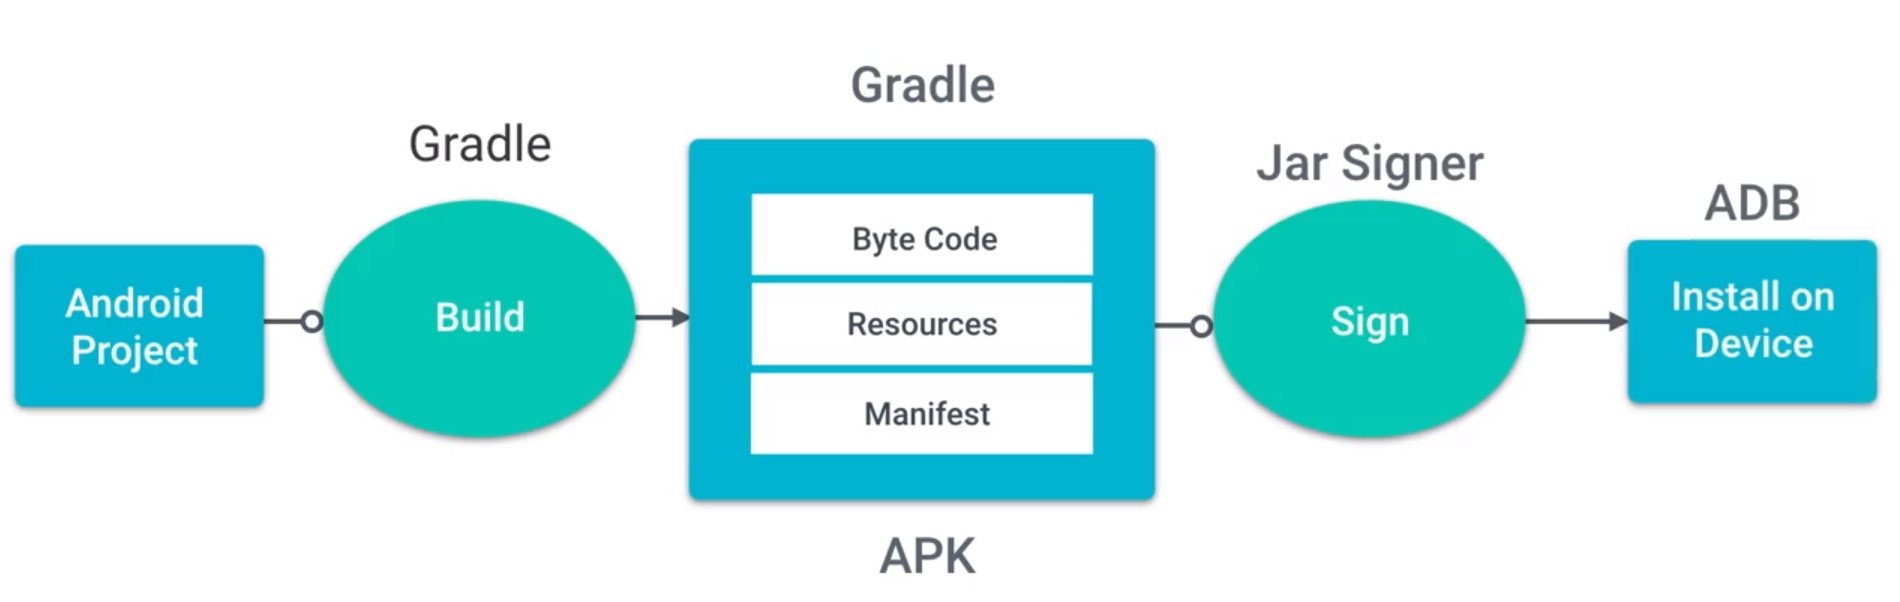 Gradle
Gradle
Jar Signer
ADB
Android
Project
Build
Byte Code
Resources
Manifest
Sign
Install on
Device
APK